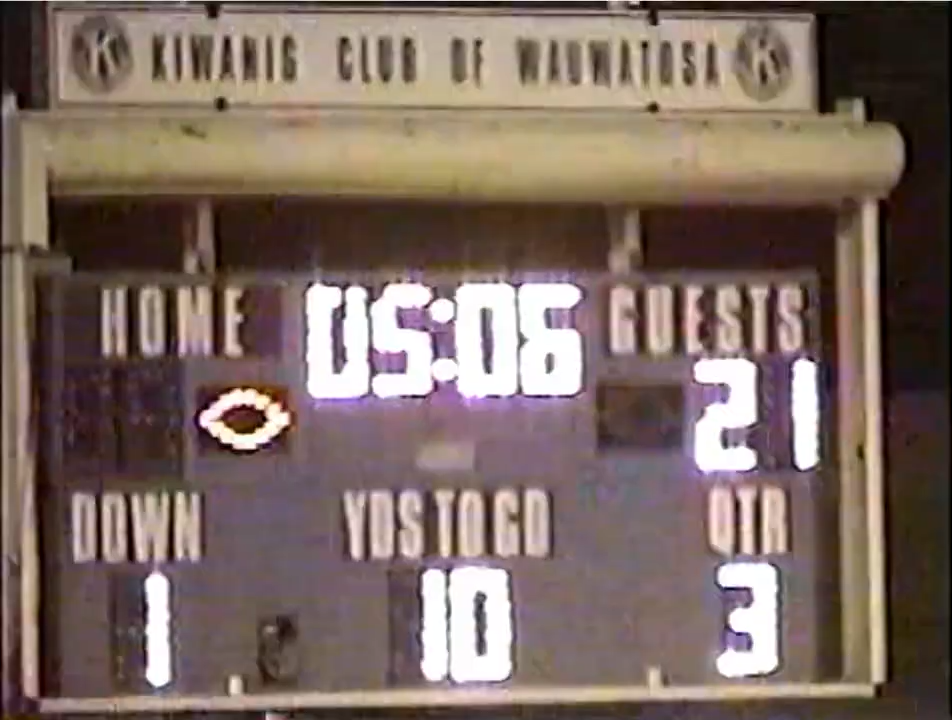 K KIWANIS CLUB OF WAUWATOSA K
HOME 05:06 GUESTS
21
DOWN YDS TO GO QTR
1 10 3